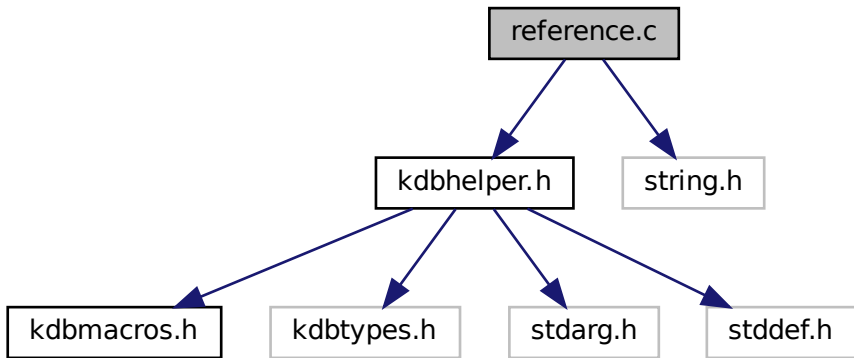 reference.c
kdbhelper.h
string.h
kdbmacros.h
kdbtypes.h
stdarg.h
stddef.h